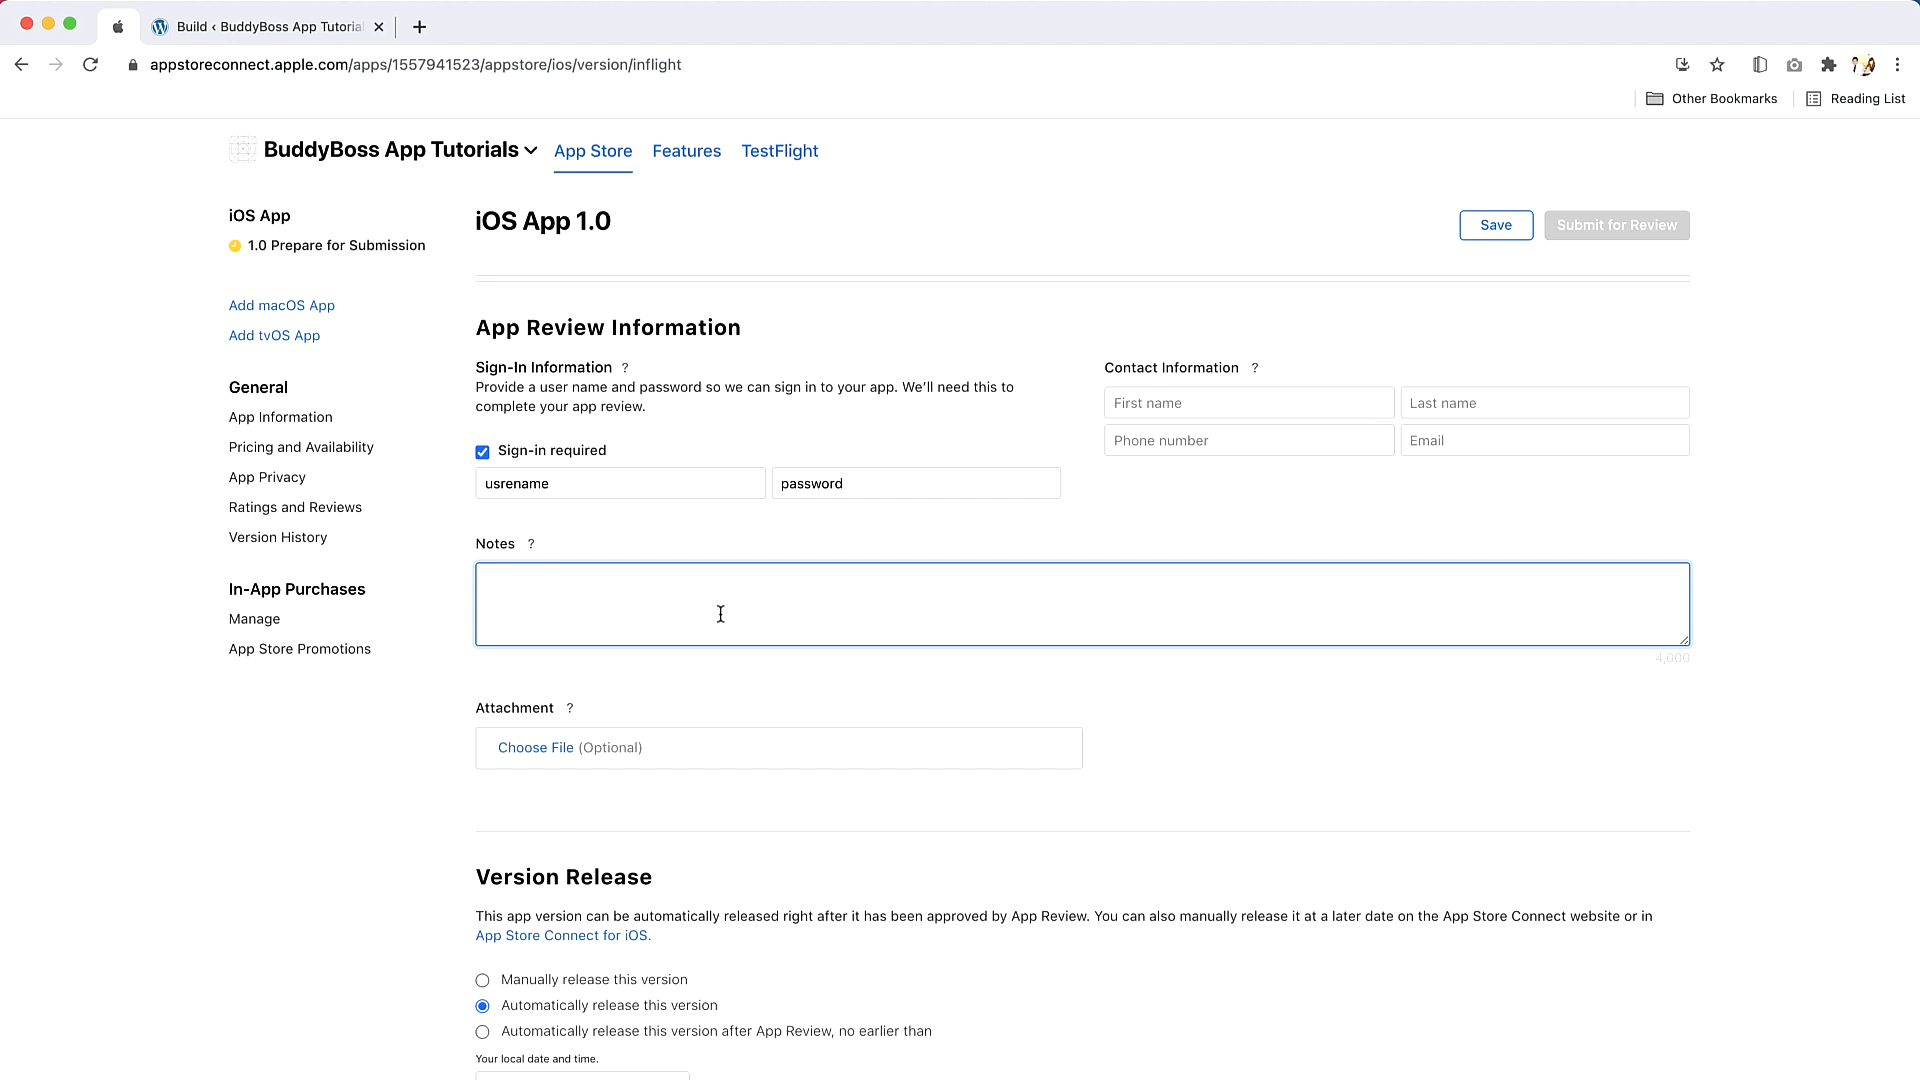 Build ‹ BuddyBoss App Tutoria
appstoreconnect.apple.com/apps/1557941523/appstore/ios/version/inflight
Other Bookmarks
Reading List
BuddyBoss App Tutorials
App Store
Features
TestFlight
iOS App
1.0 Prepare for Submission
Add macOS App
Add tvOS App
General
App Information
Pricing and Availability
App Privacy
Ratings and Reviews
Version History
In-App Purchases
Manage
App Store Promotions
iOS App 1.0
Save
Submit for Review
App Review Information
Sign-In Information ?
Provide a user name and password so we can sign in to your app. We'll need this to
complete your app review.
Sign-in required
usrename
password
Contact Information ?
First name
Last name
Phone number
Email
Notes ?
4,000
Attachment ?
Choose File (Optional)
Version Release
This app version can be automatically released right after it has been approved by App Review. You can also manually release it at a later date on the App Store Connect website or in
App Store Connect for iOS.
Manually release this version
Automatically release this version
Automatically release this version after App Review, no earlier than
Your local date and time.